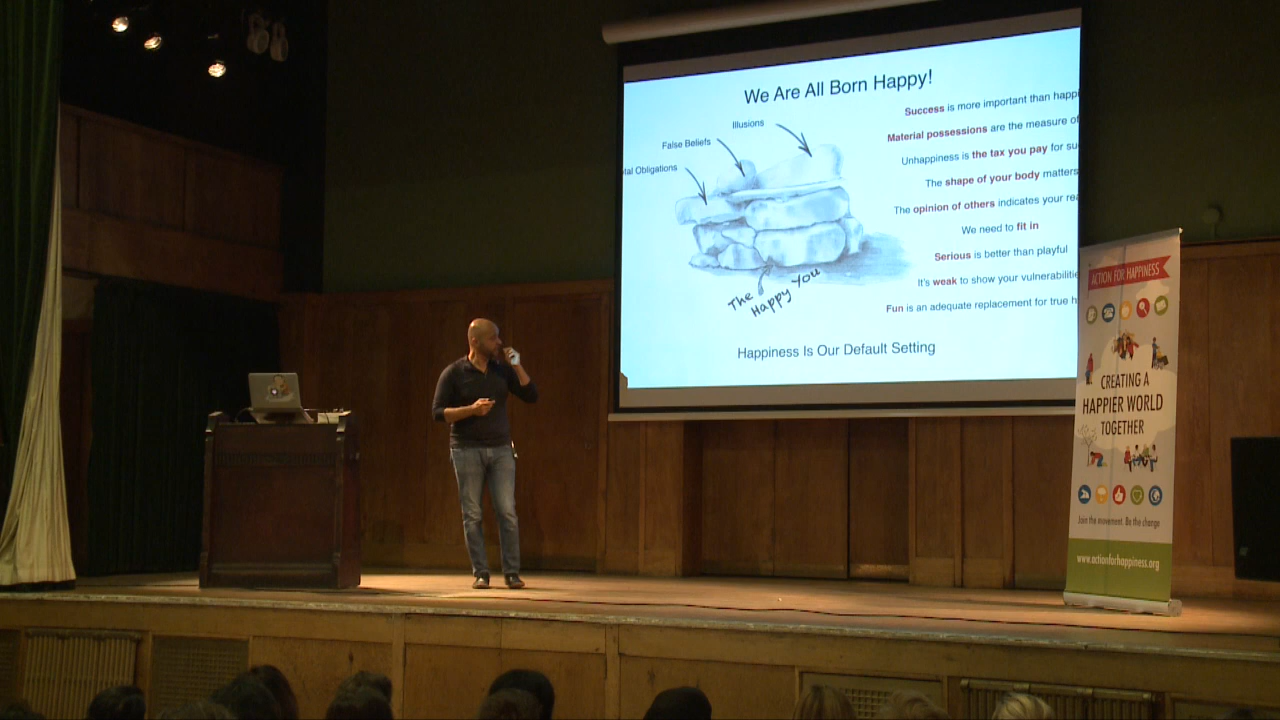 We Are All Born Happy!
Illusions
False Beliefs
tal Obligations
The
Happy You
Success is more important than happi
Material possessions are the measure of
Unhappiness is the tax you pay for su
The shape of your body matters
The opinion of others indicates your rea
We need to fit in
Serious is better than playful
It's weak to show your vulnerabilitie
Fun is an adequate replacement for true h
Happiness Is Our Default Setting
ACTION FOR HAPPINESS
CREATING A
HAPPIER WORLD
TOGETHER
Join the movement. Be the change
www.actionforhappiness.org